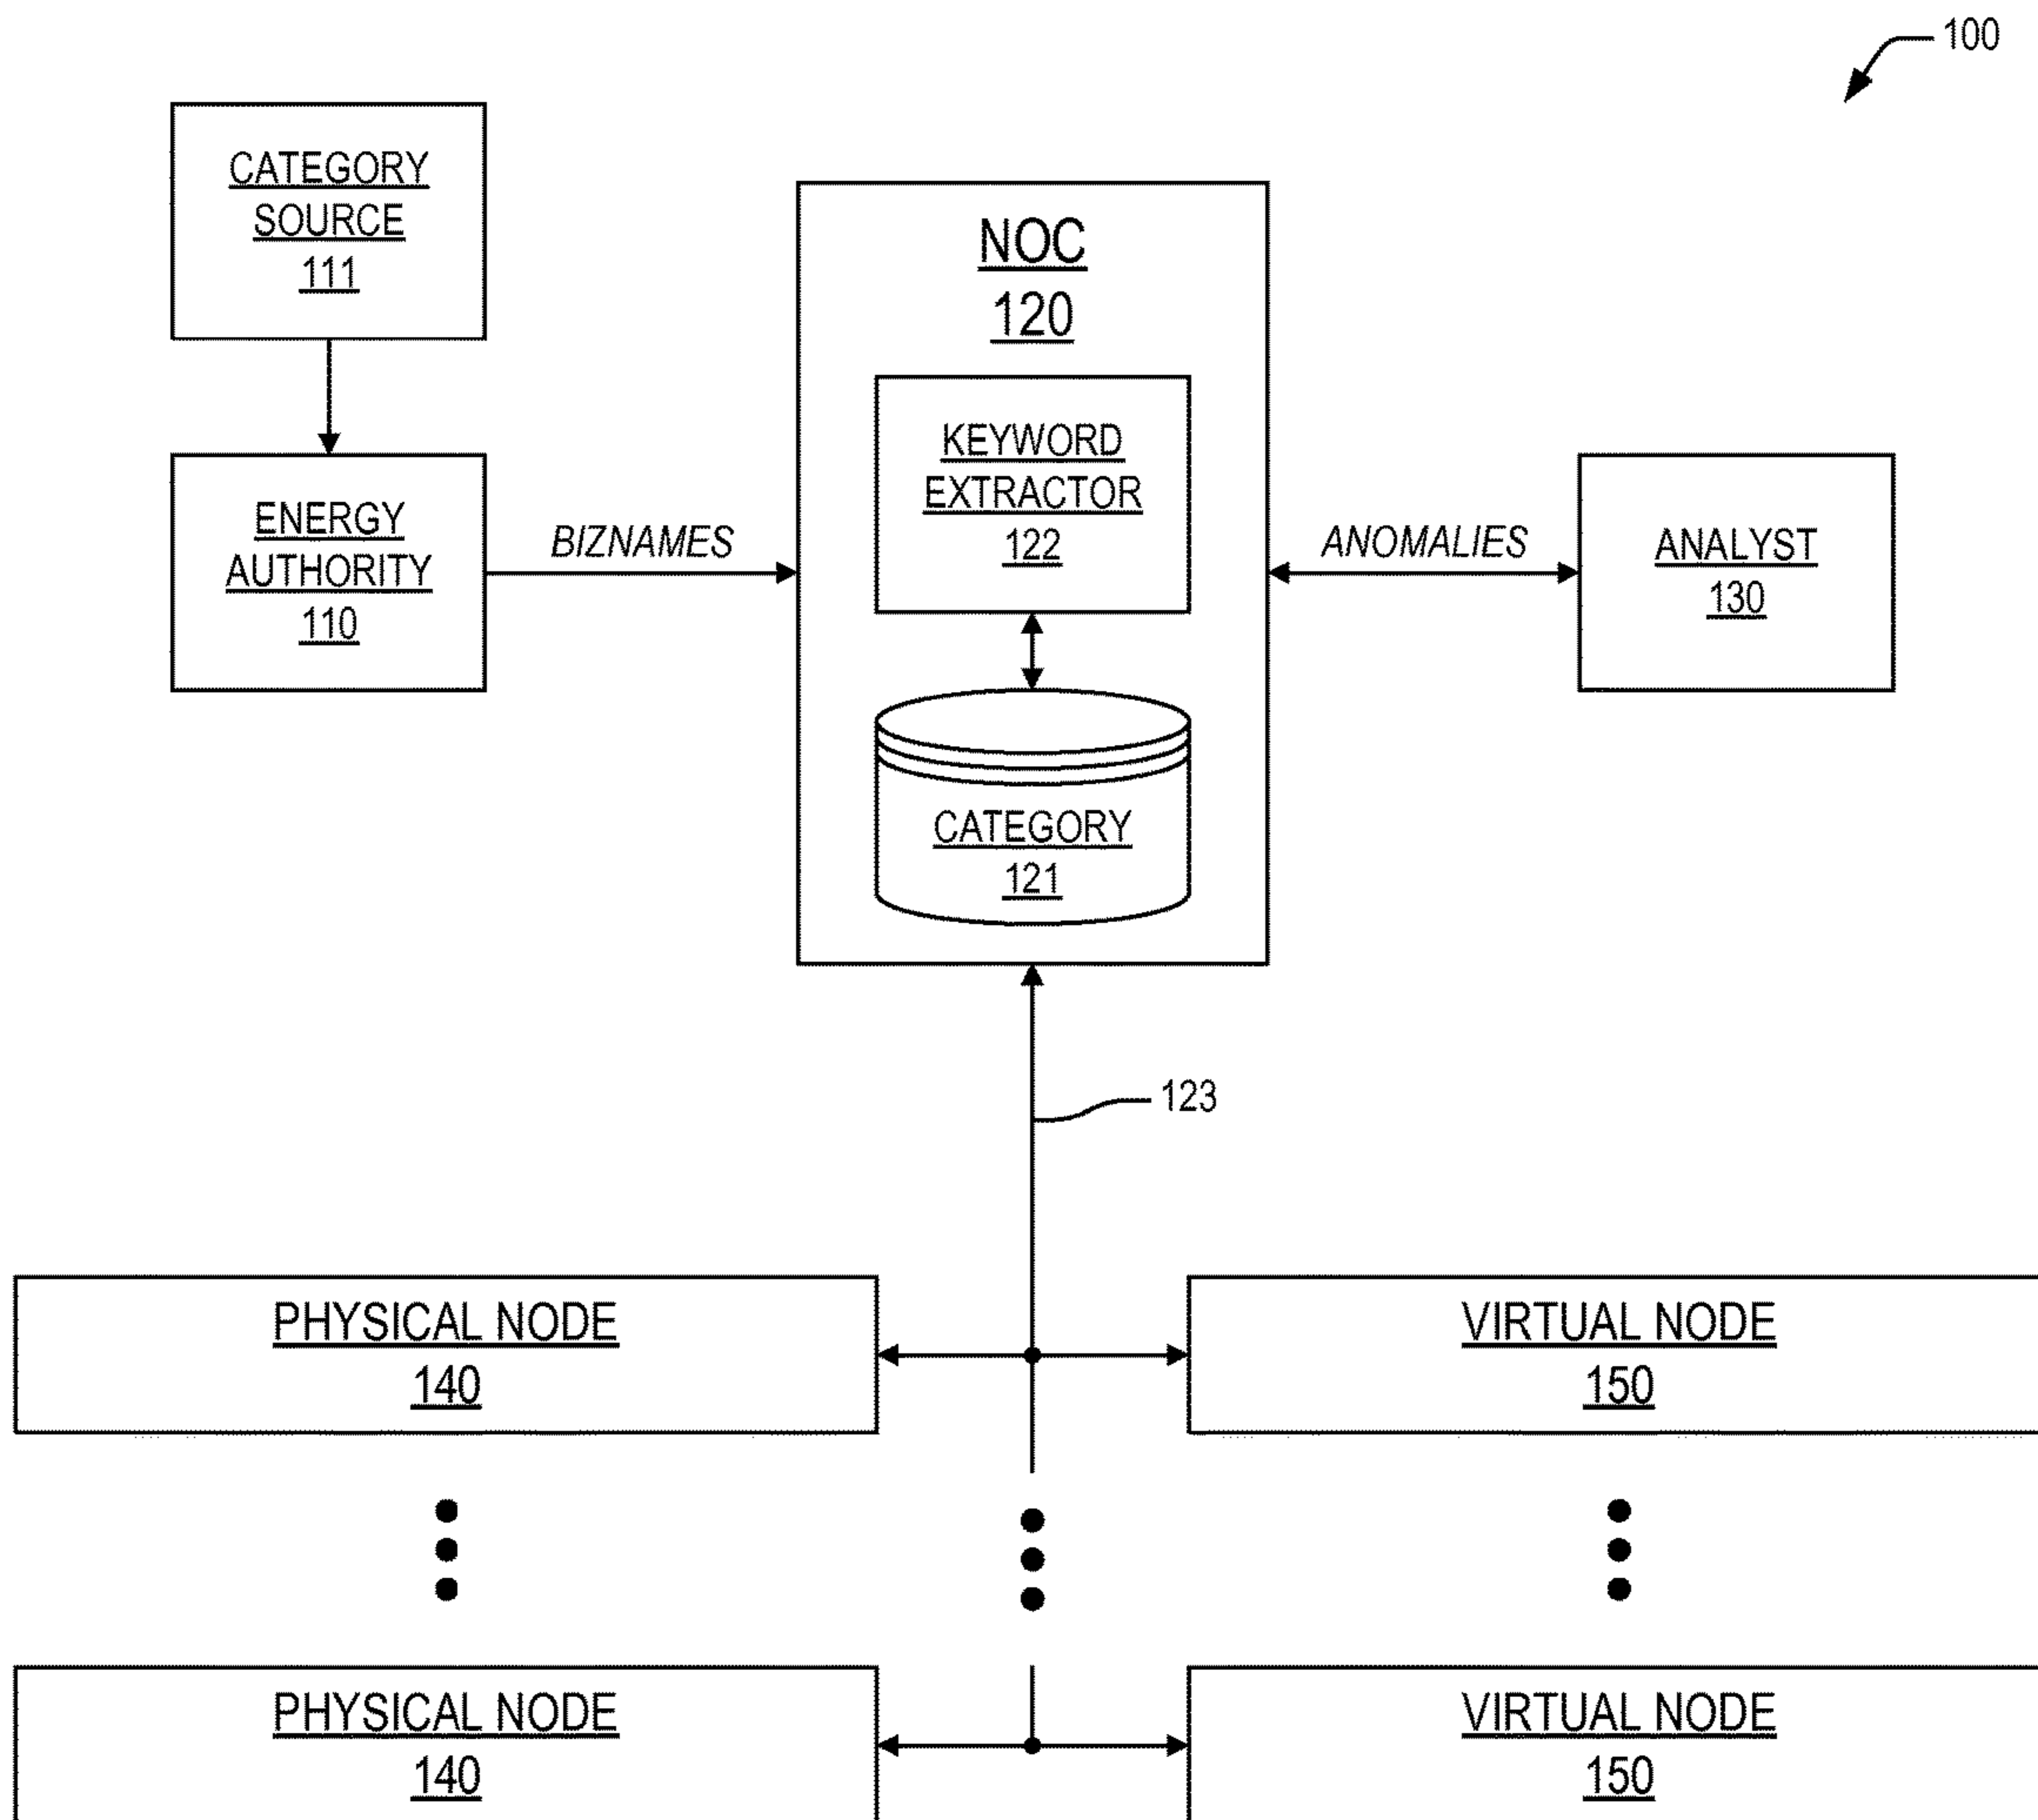 100
CATEGORY
SOURCE
111
NOC
120
KEYWORD
EXTRACTOR
122
ENERGY
AUTHORITY
110
BIZNAMES
ANOMALIES
ANALYST
130
CATEGORY
121
123
PHYSICAL NODE
140
VIRTUAL NODE
150
PHYSICAL NODE
140
VIRTUAL NODE
150